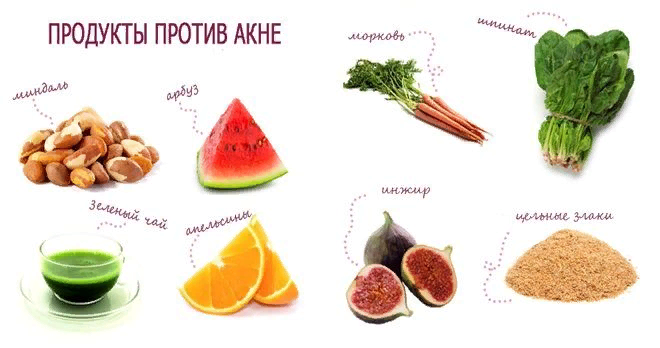 ПРОДУКТЫ ПРОТИВ АКНЕ
морковь
шпинат
миндаль
арбуз
Зеленый чай
апельсины
инжир
цельные злаки